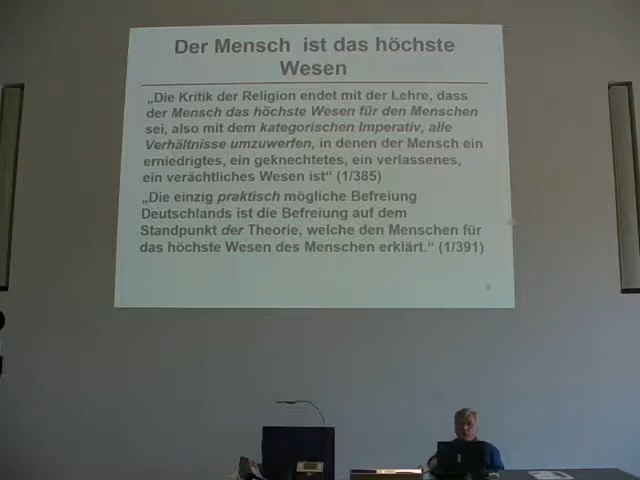 Der Mensch ist das höchste
Wesen
„Die Kritik der Religion endet mit der Lehre, dass
der Mensch das höchste Wesen für den Menschen
sei, also mit dem kategorischen Imperativ, alle
Verhältnisse umzuwerfen, in denen der Mensch ein
erniedrigtes, ein geknechtetes, ein verlassenes,
ein verächtliches Wesen ist“ (1/385)
„Die einzig praktisch mögliche Befreiung
Deutschlands ist die Befreiung auf dem
Standpunkt der Theorie, welche den Menschen für
das höchste Wesen des Menschen erklärt.“ (1/391)